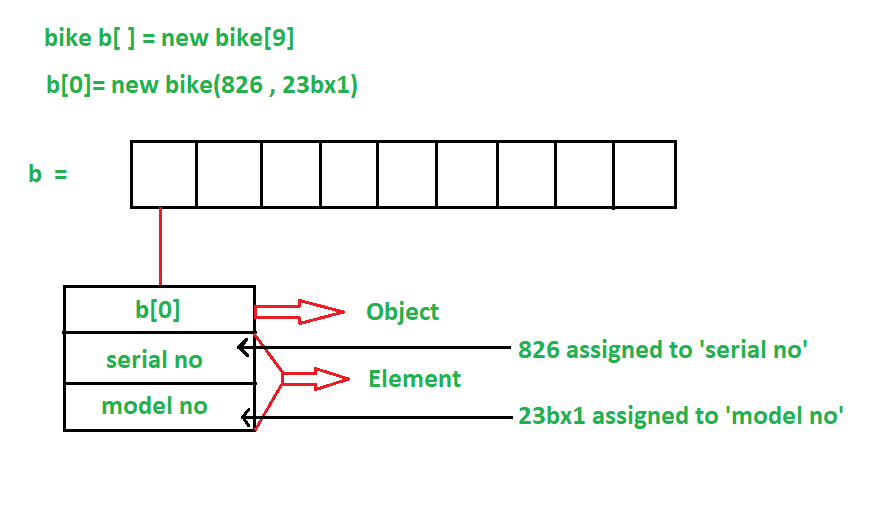 bike b[ ] = new bike[9]
b[0]= new bike(826 , 23bx1)
b =
b[0]
Object
serial no
826 assigned to 'serial no'
Element
model no
23bx1 assigned to 'model no'